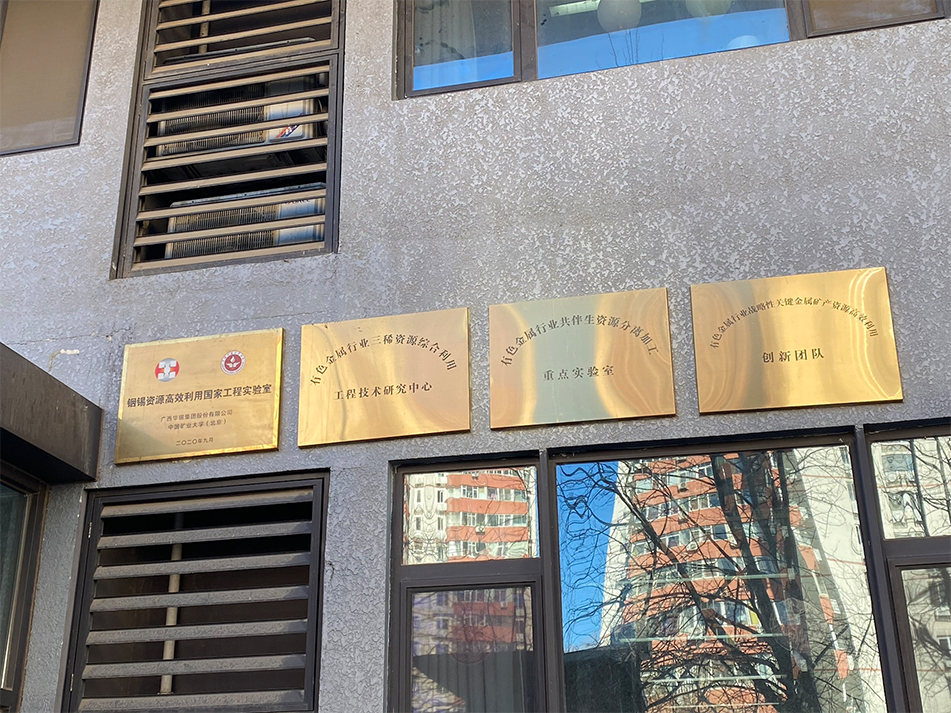 铟锡资源高效利用国家工程实验室
广西华锡集团股份有限公司
中国矿业大学（北京）
二〇二〇年九月
有色金属行业三稀资源综合利用
工程技术研究中心
有色金属行业共伴生资源分离加工
重点实验室
有色金属行业战略性关键金属矿产资源高效利用
创新团队